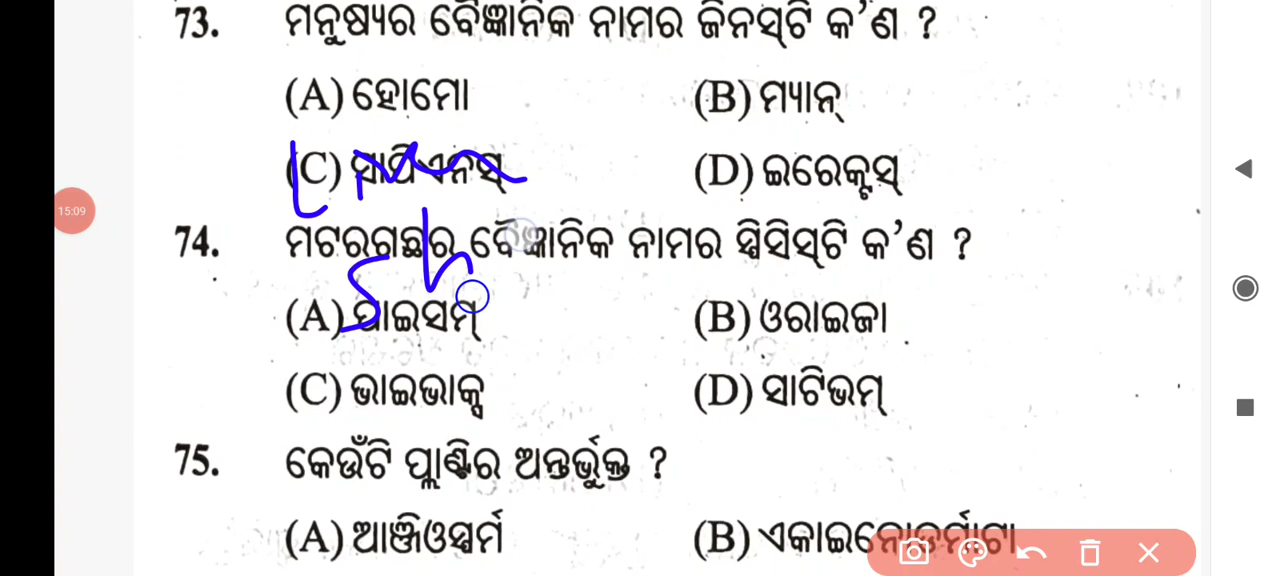 73. ମନୁଷ୍ୟର ବୈଜ୍ଞାନିକ ନାମର ଜିନସ୍‌ଟି କ'ଣ ?
(A) ହୋମୋ (B) ମ୍ୟାନ୍
(C) ସାପିଏନସ୍ (D) ଇରେକ୍ଟସ୍
15:09
74. ମଟରଗଛର ବୈଜ୍ଞାନିକ ନାମର ସ୍ପିସିସ୍‌ଟି କ'ଣ ?
(A) ପାଇସମ୍ (B) ଓରାଇଜା
(C) ଭାଇଭାକ୍ସ (D) ସାଟିଭମ୍
75. କେଉଁଟି ପ୍ଲାଣ୍ଟିର ଅନ୍ତର୍ଭୁକ୍ତ ?
(A) ଆଞ୍ଜିଓସ୍ପର୍ମ (B) ଏକାଇନୋଡର୍ମାଟା